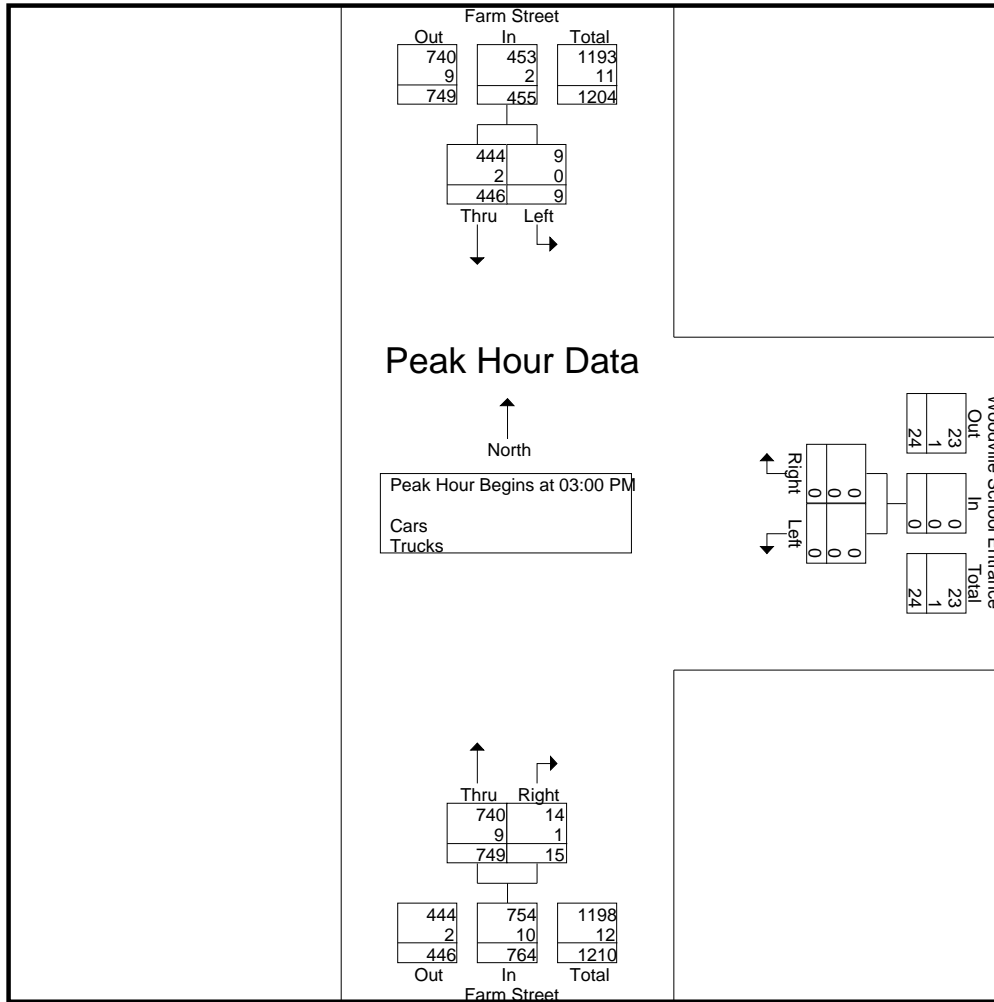 Farm Street
Out In Total
740 453 1193
9 2 11
749 455 1204
444 9
2 0
446 9
Thru Left
Peak Hour Data
North
Peak Hour Begins at 03:00 PM
Cars
Trucks
Woodville School Entrance
Out In Total
23 0 23
1 0 1
24 0 24
Right Left
0 0
0 0
0 0
Thru Right
740 14
9 1
749 15
444 754 1198
2 10 12
446 764 1210
Out In Total
Farm Street